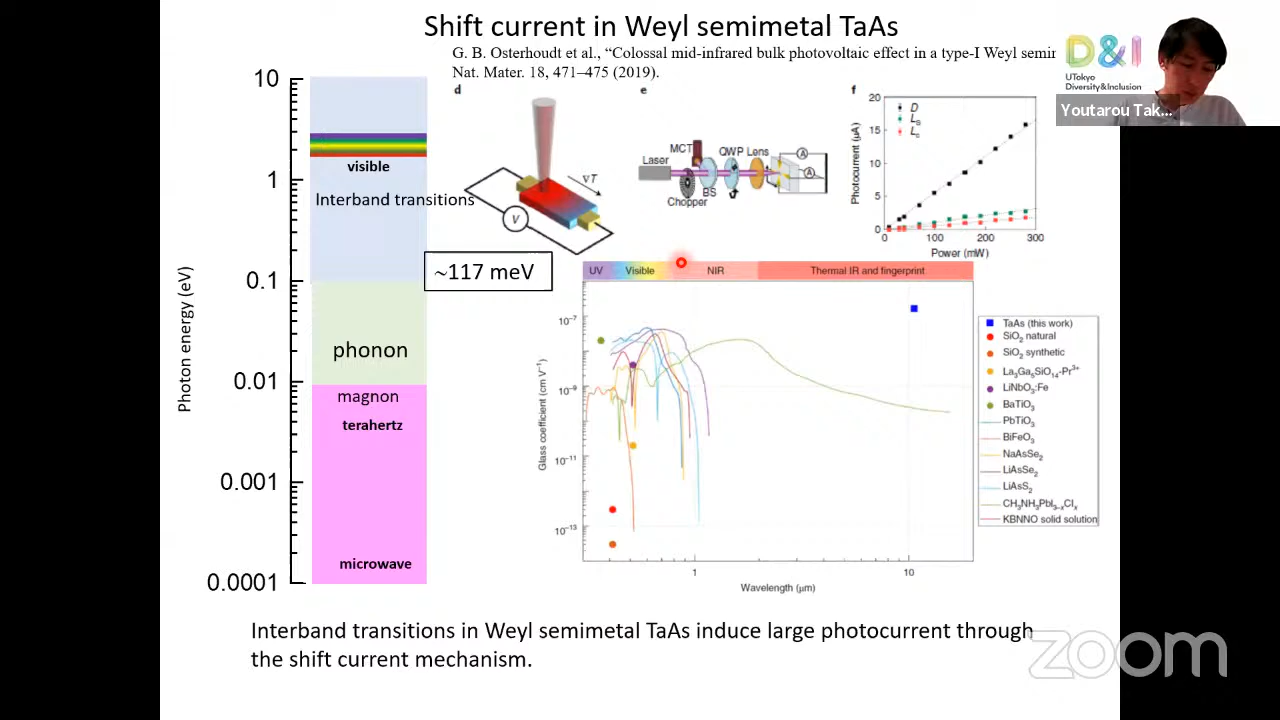 Shift current in Weyl semimetal TaAs
G. B. Osterhoudt et al., “Colossal mid-infrared bulk photovoltaic effect in a type-I Weyl semir
Nat. Mater. 18, 471–475 (2019).
D&I
UTokyo
Diversity&Inclusion
Youtarou Tak...
10
1
0.1
0.01
0.001
0.0001
Photon energy (eV)
visible
Interband transitions
~117 meV
phonon
magnon
terahertz
microwave
d
∇T
V
e
Laser
MCT
Chopper
BS
QWP
Lens
A
A
f
Photocurrent (μA)
20
15
10
5
0
0
100
200
300
Power (mW)
D
L
L
UV
Visible
NIR
Thermal IR and fingerprint
Glass coefficient (cm V⁻¹)
10⁻⁷
10⁻⁹
10⁻¹¹
10⁻¹³
1
10
Wavelength (μm)
TaAs (this work)
SiO₂ natural
SiO₂ synthetic
La₃Ga₅SiO₁₄-Pr³⁺
LiNbO₃:Fe
BaTiO₃
PbTiO₃
BiFeO₃
NaAsSe₂
LiAsSe₂
LiAsS₂
CH₃NH₃PbI₃₋ₓClₓ
KBNNO solid solution
Interband transitions in Weyl semimetal TaAs induce large photocurrent through
the shift current mechanism.
zoom